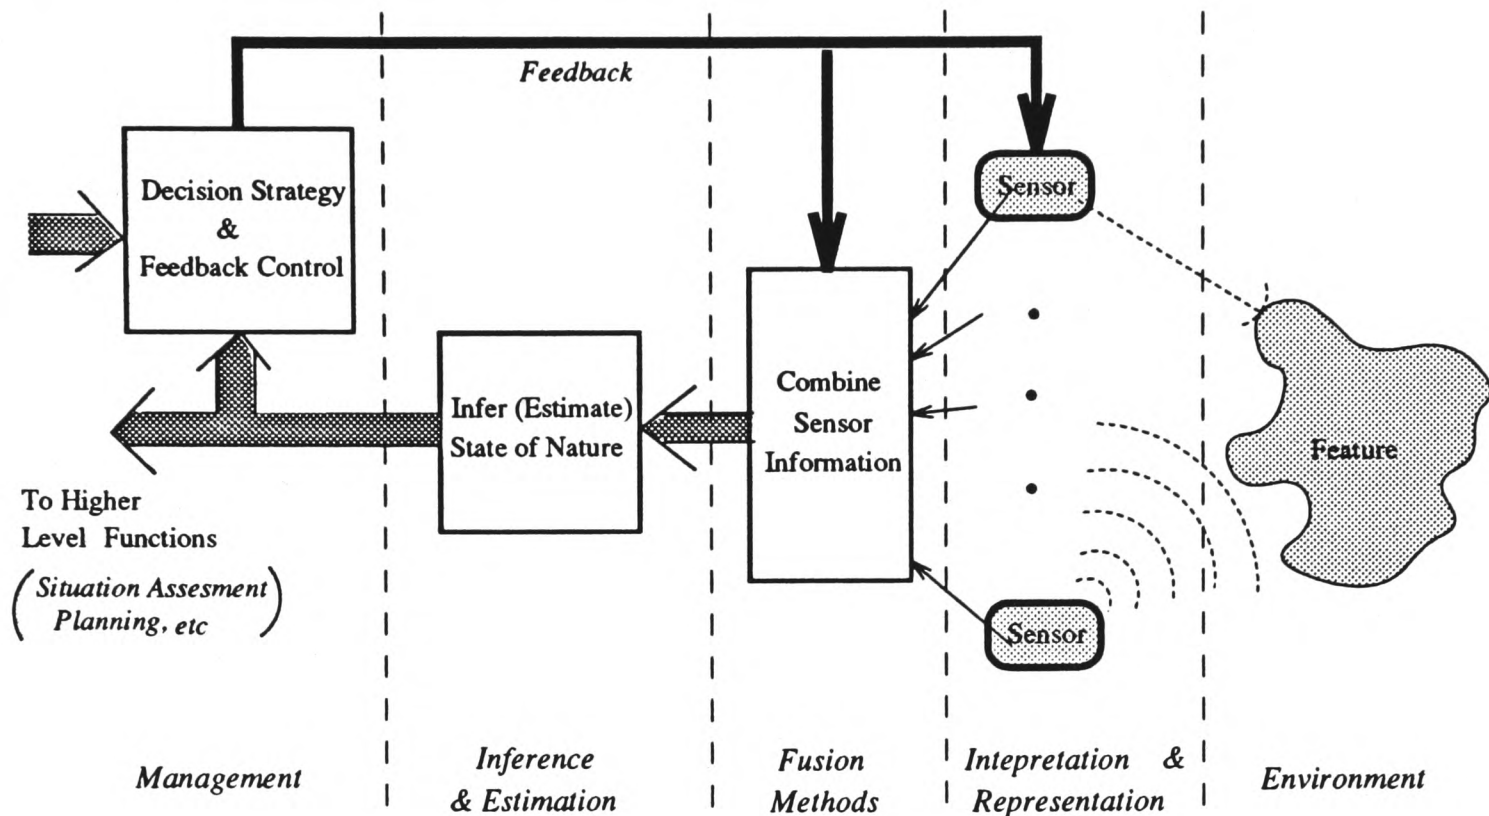 Feedback
Decision Strategy
&
Feedback Control
Sensor
Combine
Sensor
Information
Infer (Estimate)
State of Nature
Feature
To Higher
Level Functions
(Situation Assesment
Planning, etc)
Sensor
Management
Inference
& Estimation
Fusion
Methods
Intepretation &
Representation
Environment